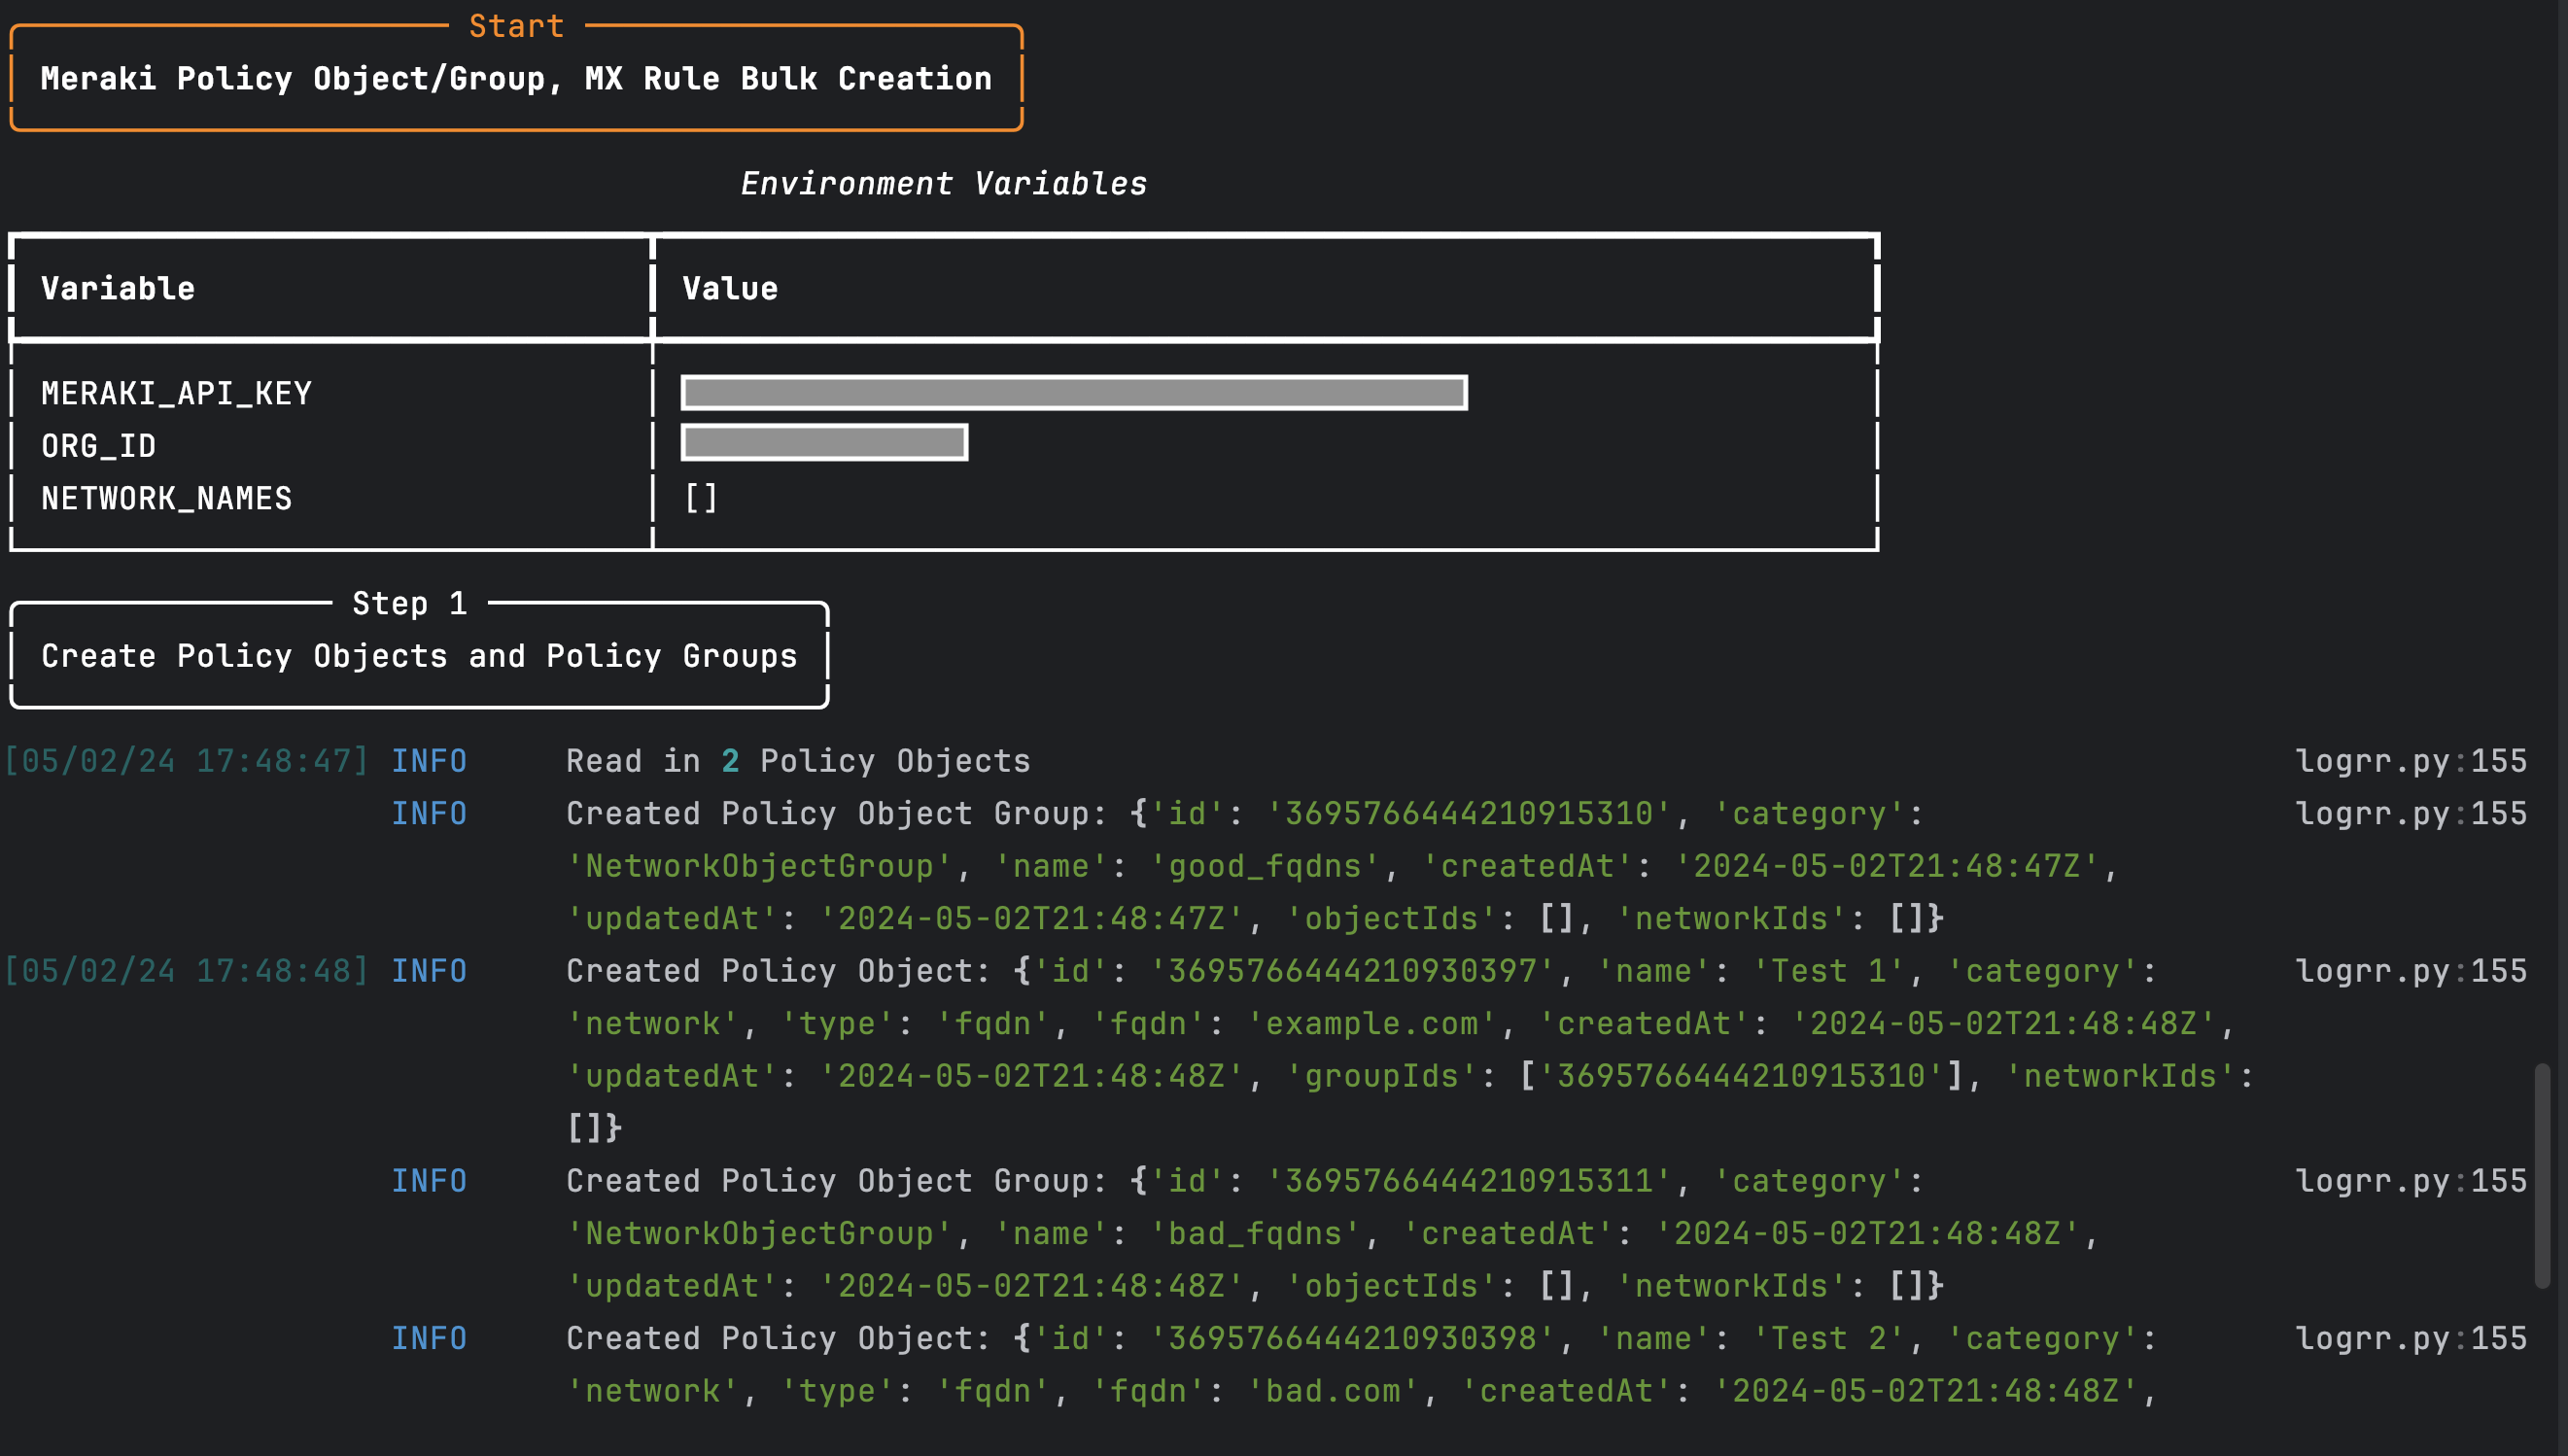 Start
Meraki Policy Object/Group, MX Rule Bulk Creation
Environment Variables
Variable Value
MERAKI_API_KEY
ORG_ID
NETWORK_NAMES []
Step 1
Create Policy Objects and Policy Groups
[05/02/24 17:48:47] INFO Read in 2 Policy Objects logrr.py:155
INFO Created Policy Object Group: {'id': '3695766444210915310', 'category': logrr.py:155
'NetworkObjectGroup', 'name': 'good_fqdns', 'createdAt': '2024-05-02T21:48:47Z',
'updatedAt': '2024-05-02T21:48:47Z', 'objectIds': [], 'networkIds': []}
[05/02/24 17:48:48] INFO Created Policy Object: {'id': '3695766444210930397', 'name': 'Test 1', 'category': logrr.py:155
'network', 'type': 'fqdn', 'fqdn': 'example.com', 'createdAt': '2024-05-02T21:48:48Z',
'updatedAt': '2024-05-02T21:48:48Z', 'groupIds': ['3695766444210915310'], 'networkIds':
[]}
INFO Created Policy Object Group: {'id': '3695766444210915311', 'category': logrr.py:155
'NetworkObjectGroup', 'name': 'bad_fqdns', 'createdAt': '2024-05-02T21:48:48Z',
'updatedAt': '2024-05-02T21:48:48Z', 'objectIds': [], 'networkIds': []}
INFO Created Policy Object: {'id': '3695766444210930398', 'name': 'Test 2', 'category': logrr.py:155
'network', 'type': 'fqdn', 'fqdn': 'bad.com', 'createdAt': '2024-05-02T21:48:48Z',